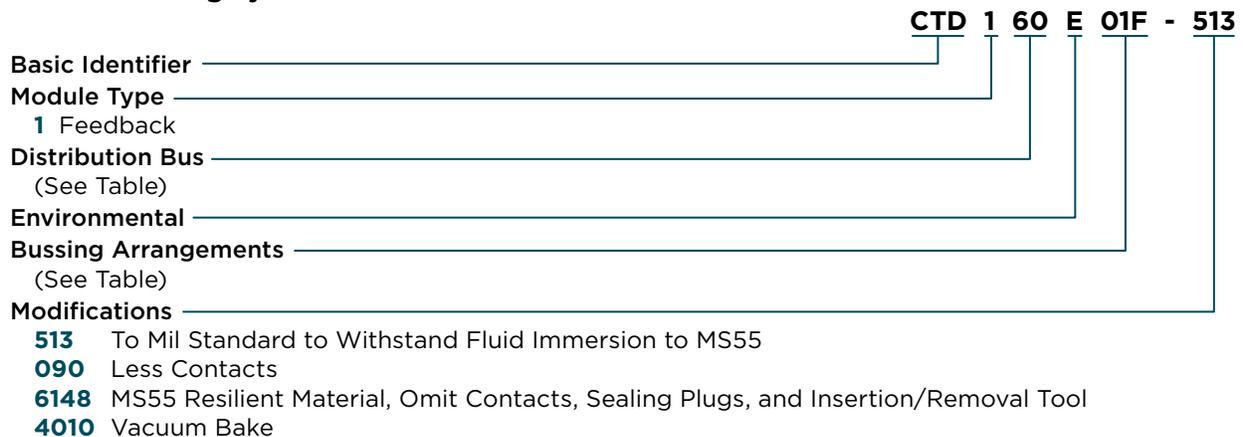 CTD 1 60 E 01F - 513
Basic Identifier
Module Type
1 Feedback
Distribution Bus
(See Table)
Environmental
Bussing Arrangements
(See Table)
Modifications
513 To Mil Standard to Withstand Fluid Immersion to MS55
090 Less Contacts
6148 MS55 Resilient Material, Omit Contacts, Sealing Plugs, and Insertion/Removal Tool
4010 Vacuum Bake